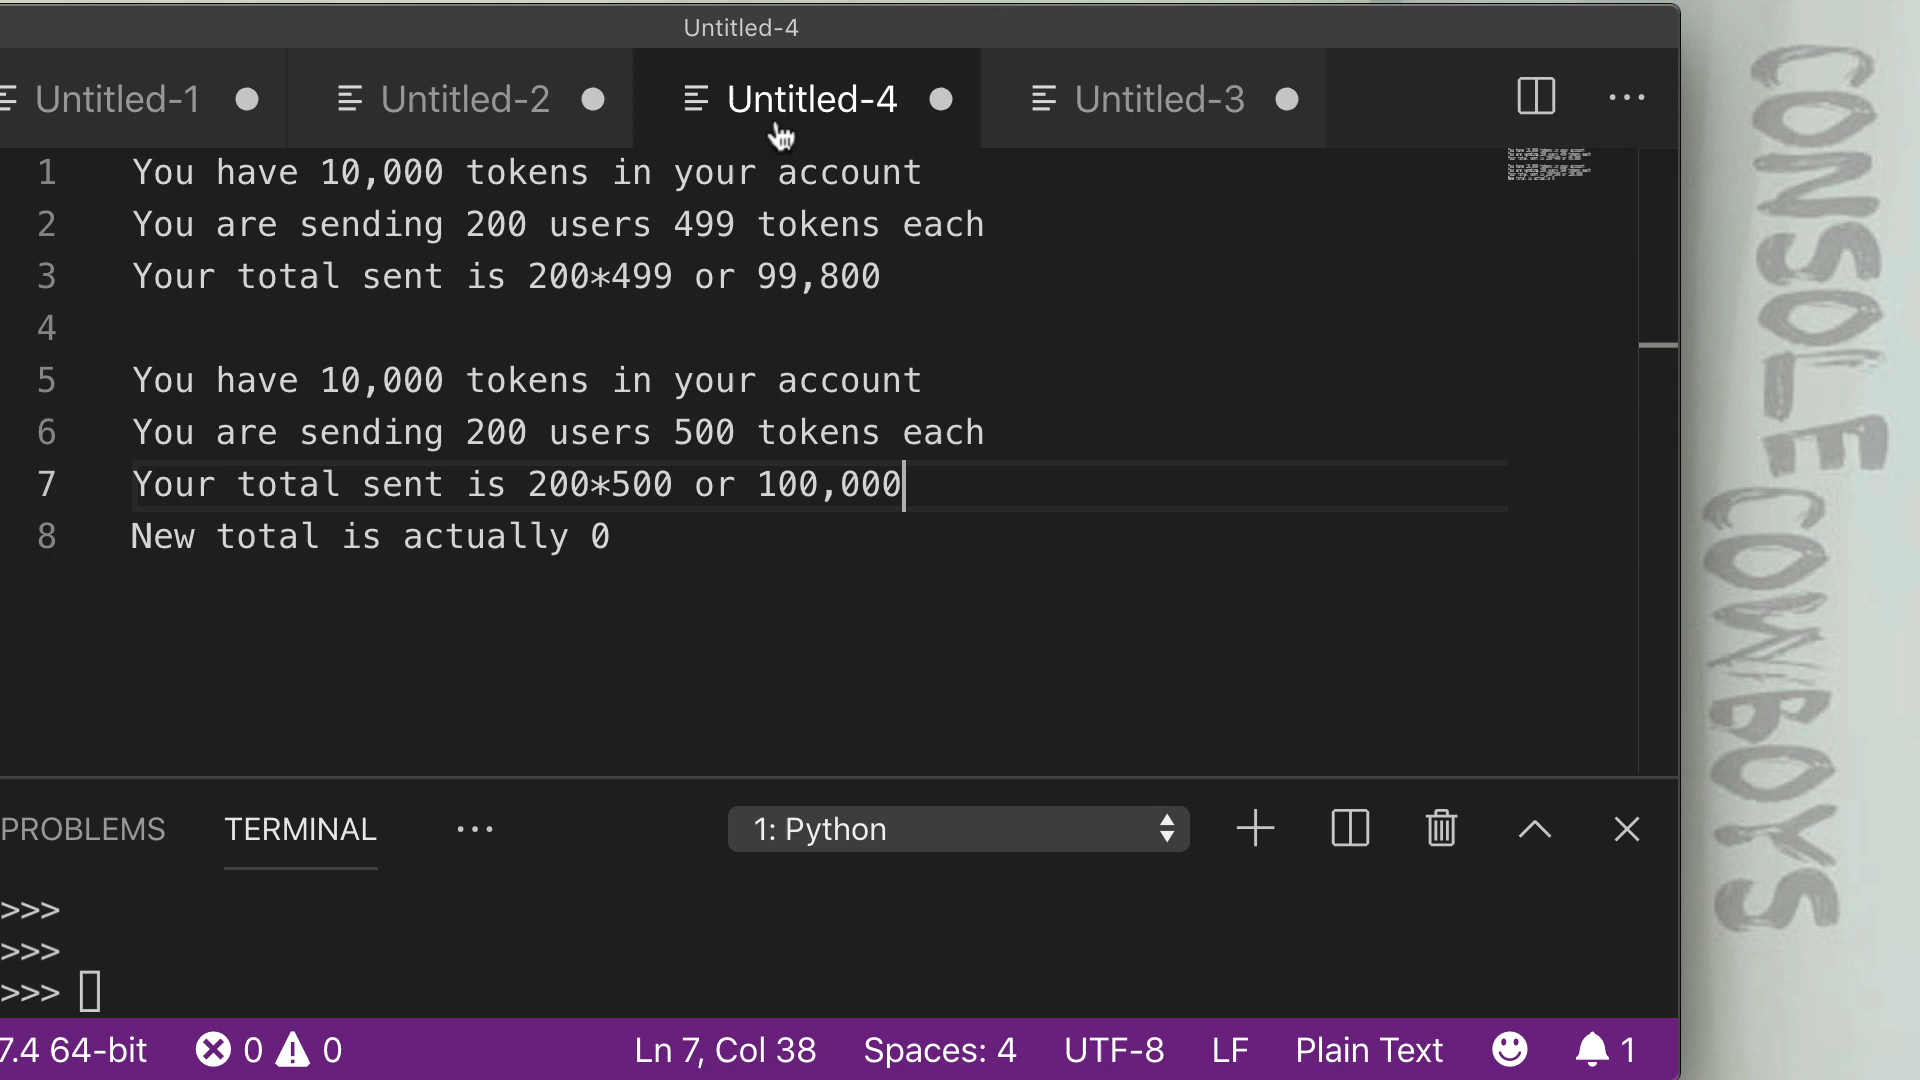 Untitled-4
Untitled-1
Untitled-2
Untitled-4
Untitled-3
1 You have 10,000 tokens in your account
2 You are sending 200 users 499 tokens each
3 Your total sent is 200*499 or 99,800
4
5 You have 10,000 tokens in your account
6 You are sending 200 users 500 tokens each
7 Your total sent is 200*500 or 100,000
8 New total is actually 0
PROBLEMS TERMINAL ... 1: Python
>>>
>>>
>>>
7.4 64-bit 0 0 Ln 7, Col 38 Spaces: 4 UTF-8 LF Plain Text 1
CONSOLE COWBOYS